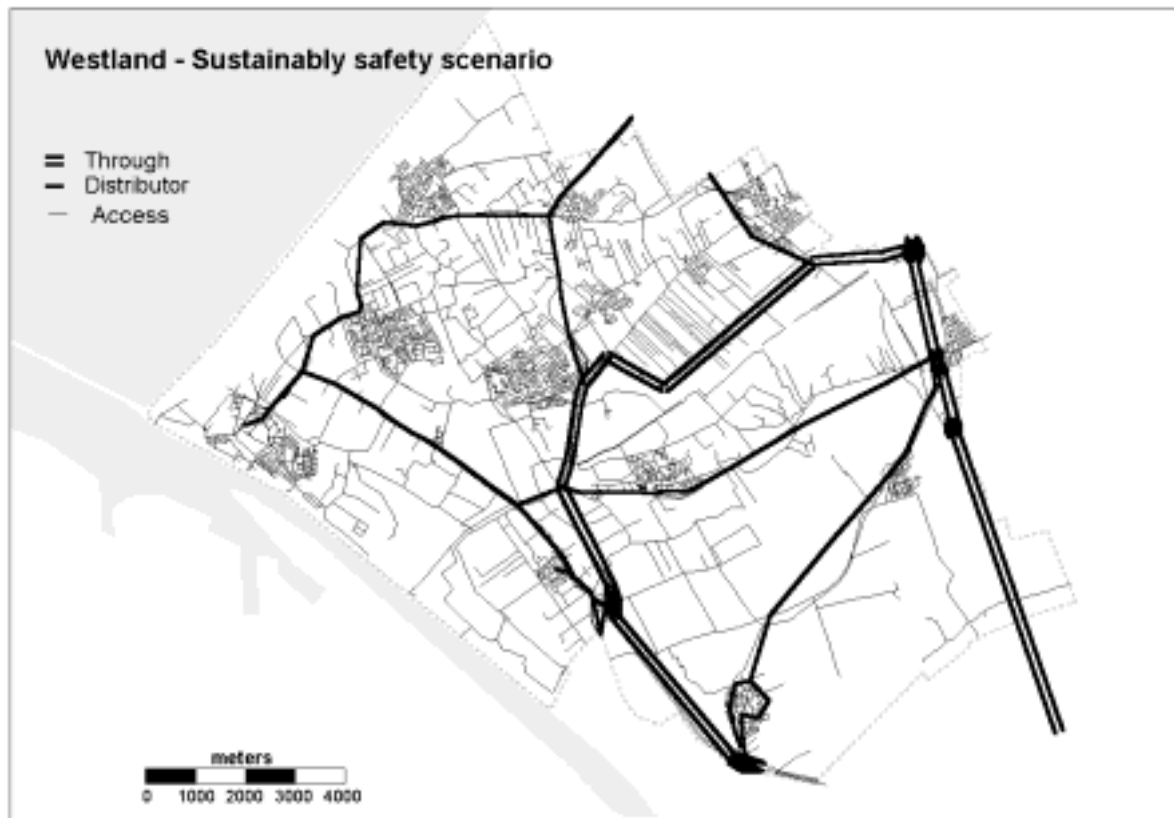 Westland - Sustainably safety scenario
Through
Distributor
Access
meters
0 1000 2000 3000 4000